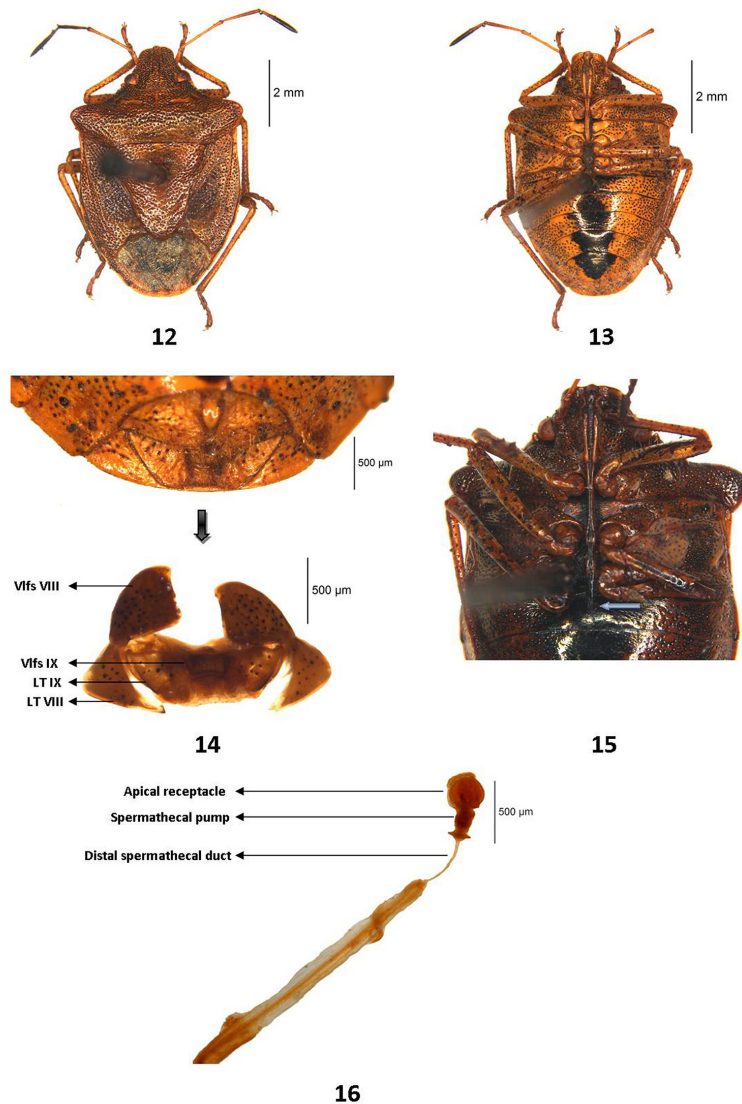 2 mm
2 mm
12
13
500 µm
500 µm
Vlfs VIII
Vlfs IX
LT IX
LT VIII
14
15
Apical receptacle
Spermathecal pump
Distal spermathecal duct
500 µm
16